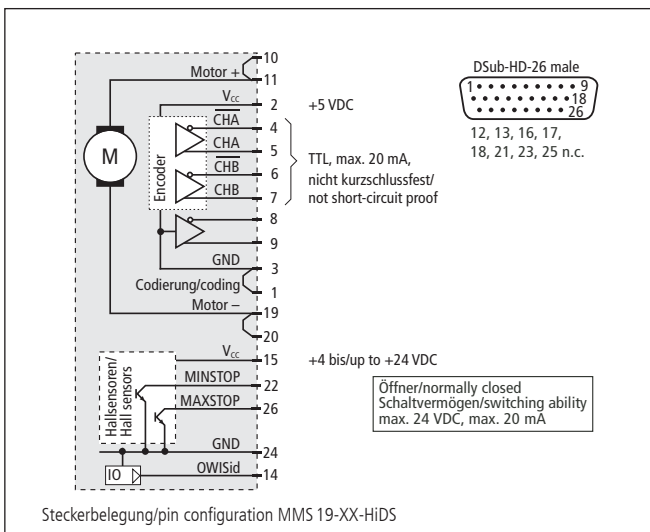 10
Motor +
11
VCC
2
+5 VDC
CHA
4
CHA
5
CHB
6
CHB
7
TTL, max. 20 mA,
nicht kurzschlussfest/
not short-circuit proof
Encoder
M
8
9
GND
3
Codierung/coding
1
Motor –
19
20
VCC
15
+4 bis/up to +24 VDC
Hallsensoren/
Hall sensors
MINSTOP
22
MAXSTOP
26
GND
24
IO
OWISid
14
DSub-HD-26 male
1
9
18
26
12, 13, 16, 17,
18, 21, 23, 25 n.c.
Öffner/normally closed
Schaltvermögen/switching ability
max. 24 VDC, max. 20 mA
Steckerbelegung/pin configuration MMS 19-XX-HiDS